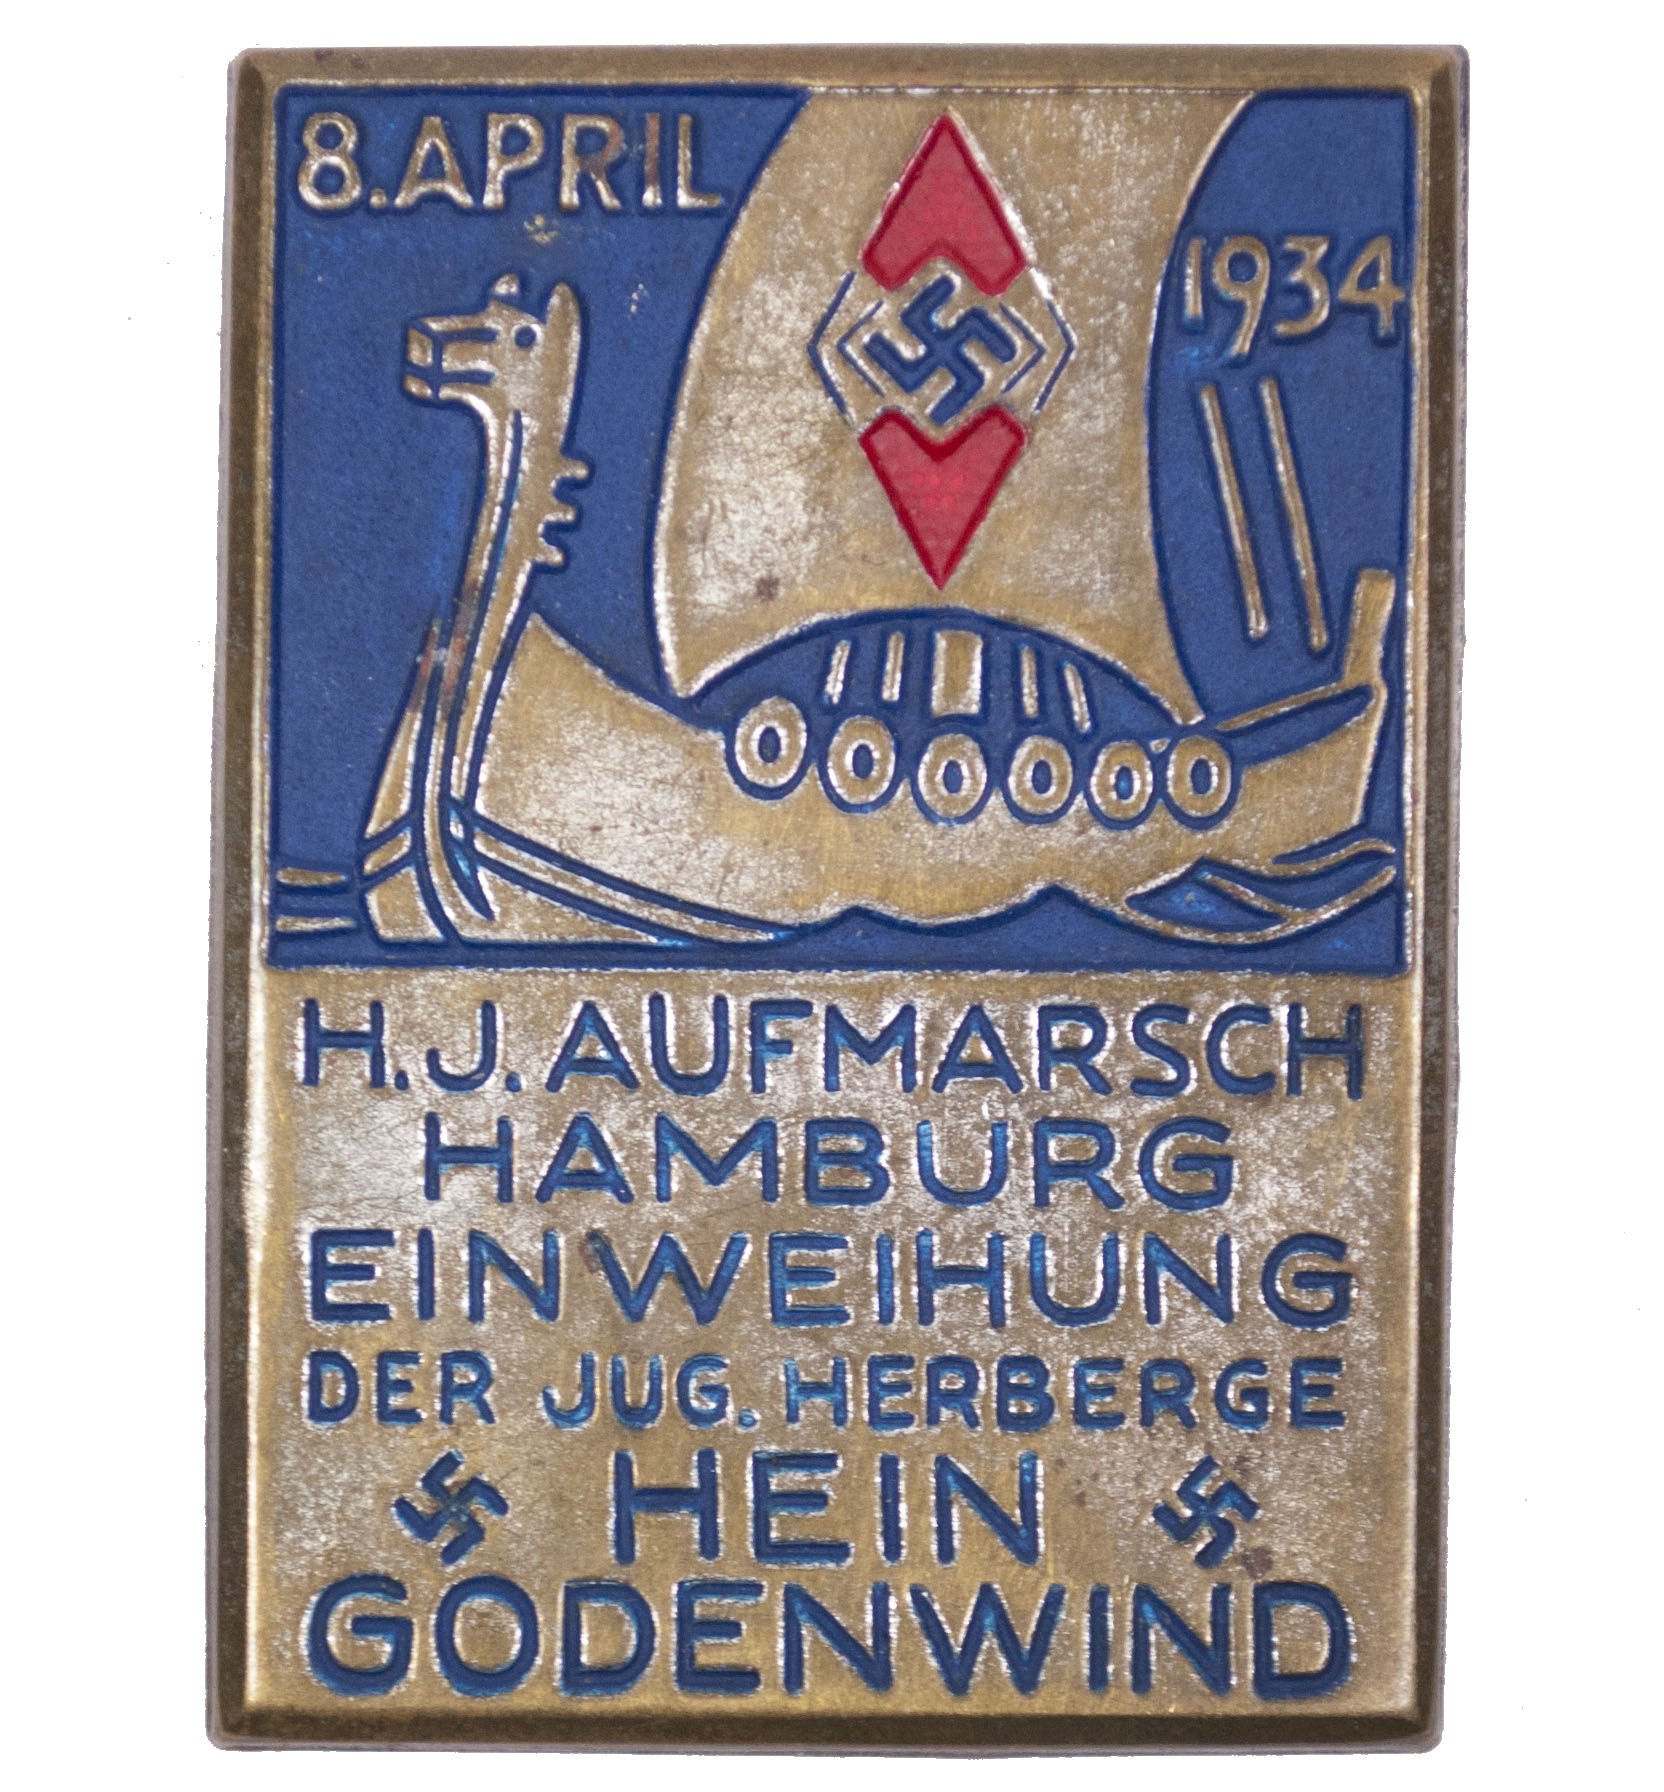 8. APRIL
1934
H.J. AUFMARSCH
HAMBURG
EINWEIHUNG
DER JUG. HERBERGE
HEIN
GODENWIND